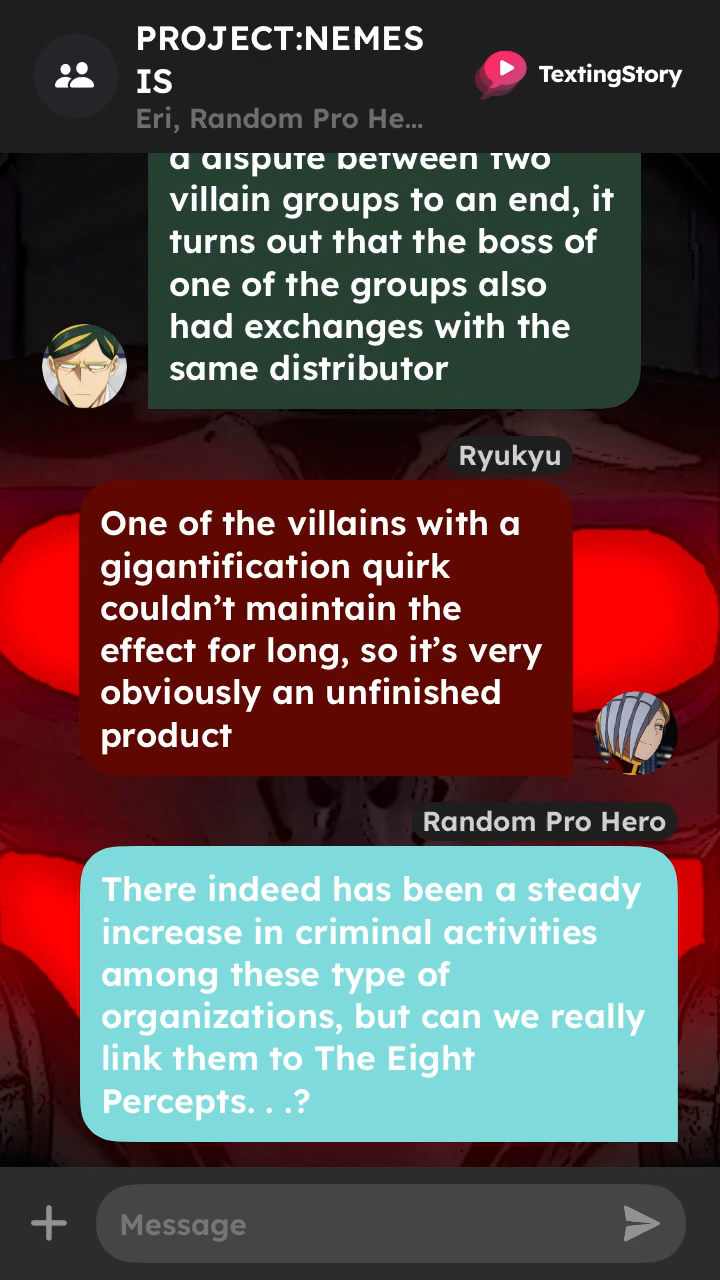 PROJECT:NEMES
IS
Eri, Random Pro He...
TextingStory
a dispute between two
villain groups to an end, it
turns out that the boss of
one of the groups also
had exchanges with the
same distributor
Ryukyu
One of the villains with a
gigantification quirk
couldn’t maintain the
effect for long, so it’s very
obviously an unfinished
product
Random Pro Hero
There indeed has been a steady
increase in criminal activities
among these type of
organizations, but can we really
link them to The Eight
Percepts. . .?
Message